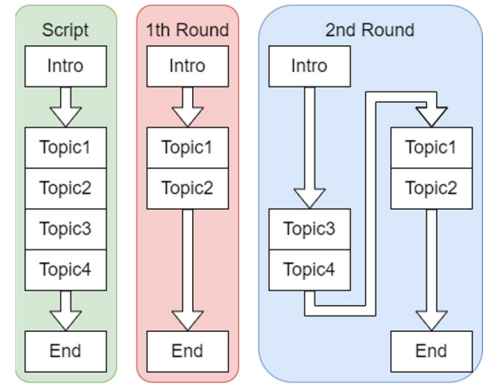 Script
Intro
Topic1
Topic2
Topic3
Topic4
End
1th Round
Intro
Topic1
Topic2
End
2nd Round
Intro
Topic3
Topic4
Topic1
Topic2
End